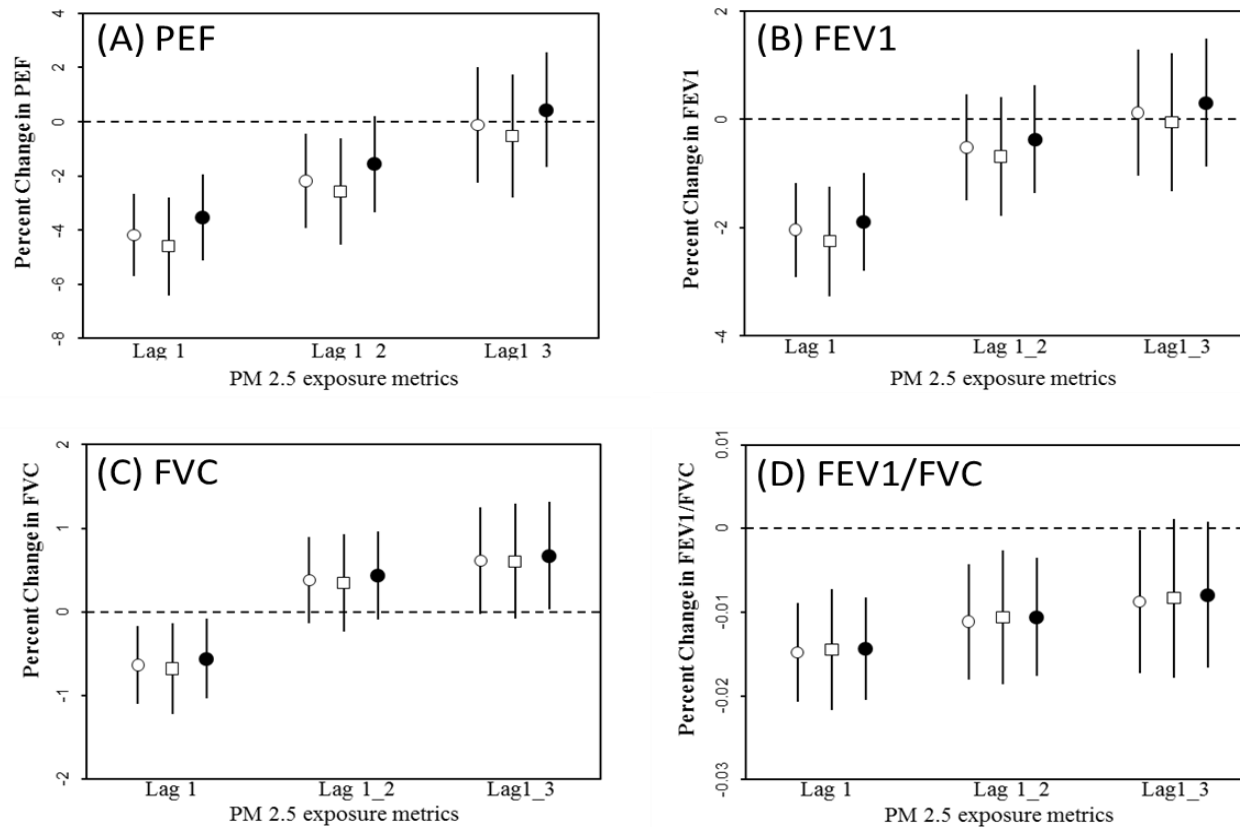 (A) PEF
Percent Change in PEF
4
2
0
-2
-4
-6
-8
Lag 1
Lag 1_2
Lag1_3
PM 2.5 exposure metrics
(B) FEV1
Percent Change in FEV1
2
0
-2
-4
Lag 1
Lag 1_2
Lag1_3
PM 2.5 exposure metrics
(C) FVC
Percent Change in FVC
2
1
0
-1
-2
Lag 1
Lag 1_2
Lag1_3
PM 2.5 exposure metrics
(D) FEV1/FVC
Percent Change in FEV1/FVC
0.01
0
-0.01
-0.02
-0.03
Lag 1
Lag 1_2
Lag1_3
PM 2.5 exposure metrics